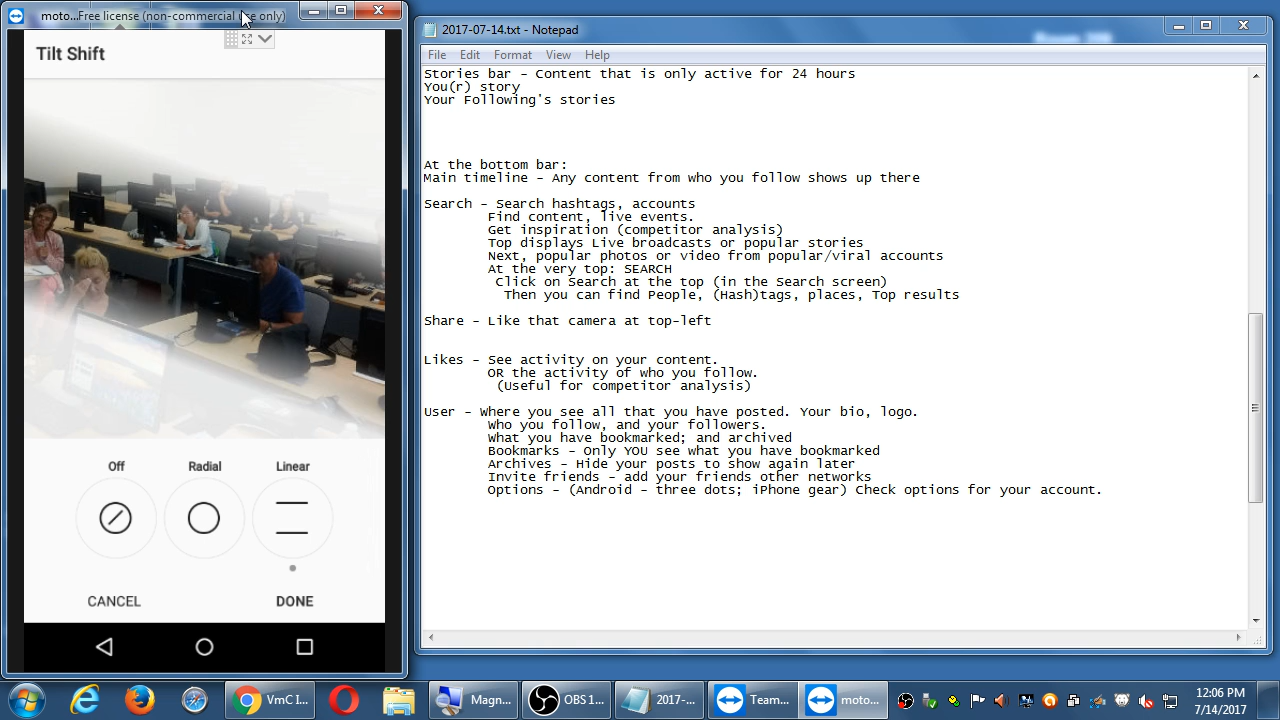 moto...Free license (non-commercial use only)
Tilt Shift
Off
Radial
Linear
CANCEL
DONE
2017-07-14.txt - Notepad
File Edit Format View Help
Stories bar - Content that is only active for 24 hours
You(r) story
Your Following's stories
At the bottom bar:
Main timeline - Any content from who you follow shows up there
Search - Search hashtags, accounts
Find content, live events.
Get inspiration (competitor analysis)
Top displays Live broadcasts or popular stories
Next, popular photos or video from popular/viral accounts
At the very top: SEARCH
Click on Search at the top (in the Search screen)
Then you can find People, (Hash)tags, places, Top results
Share - Like that camera at top-left
Likes - See activity on your content.
OR the activity of who you follow.
(Useful for competitor analysis)
User - Where you see all that you have posted. Your bio, logo.
Who you follow, and your followers.
What you have bookmarked; and archived
Bookmarks - Only YOU see what you have bookmarked
Archives - Hide your posts to show again later
Invite friends - add your friends other networks
Options - (Android - three dots; iPhone gear) Check options for your account.
VmC I...
Magn...
OBS 1...
2017-...
Team...
moto...
12:06 PM
7/14/2017